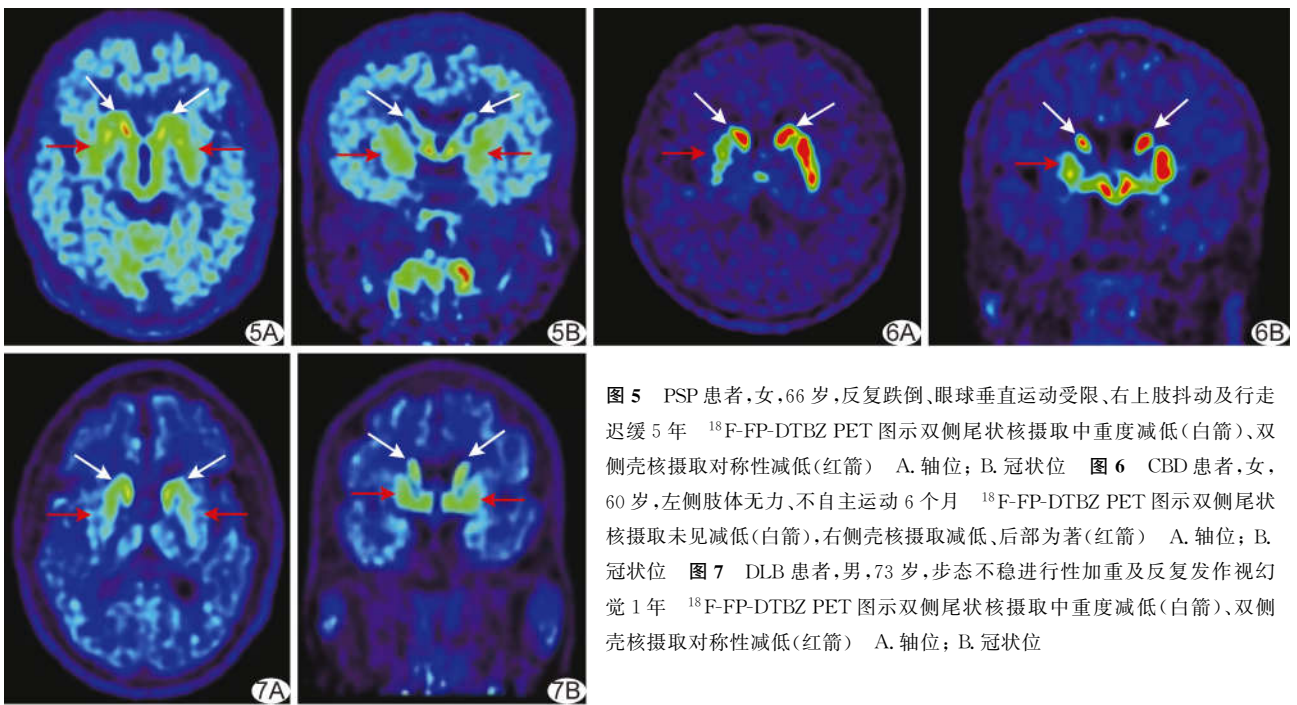 5A
5B
6A
6B
7A
7B
图 5 PSP 患者,女,66 岁,反复跌倒、眼球垂直运动受限、右上肢抖动及行走
迟缓 5 年 ¹⁸F-FP-DTBZ PET 图示双侧尾状核摄取中重度减低(白箭)、双
侧壳核摄取对称性减低(红箭) A. 轴位; B. 冠状位 图 6 CBD 患者,女,
60 岁,左侧肢体无力、不自主运动 6 个月 ¹⁸F-FP-DTBZ PET 图示双侧尾状
核摄取未见减低(白箭),右侧壳核摄取减低、后部为著(红箭) A. 轴位; B.
冠状位 图 7 DLB 患者,男,73 岁,步态不稳进行性加重及反复发作视幻
觉 1 年 ¹⁸F-FP-DTBZ PET 图示双侧尾状核摄取中重度减低(白箭)、双侧
壳核摄取对称性减低(红箭) A. 轴位; B. 冠状位